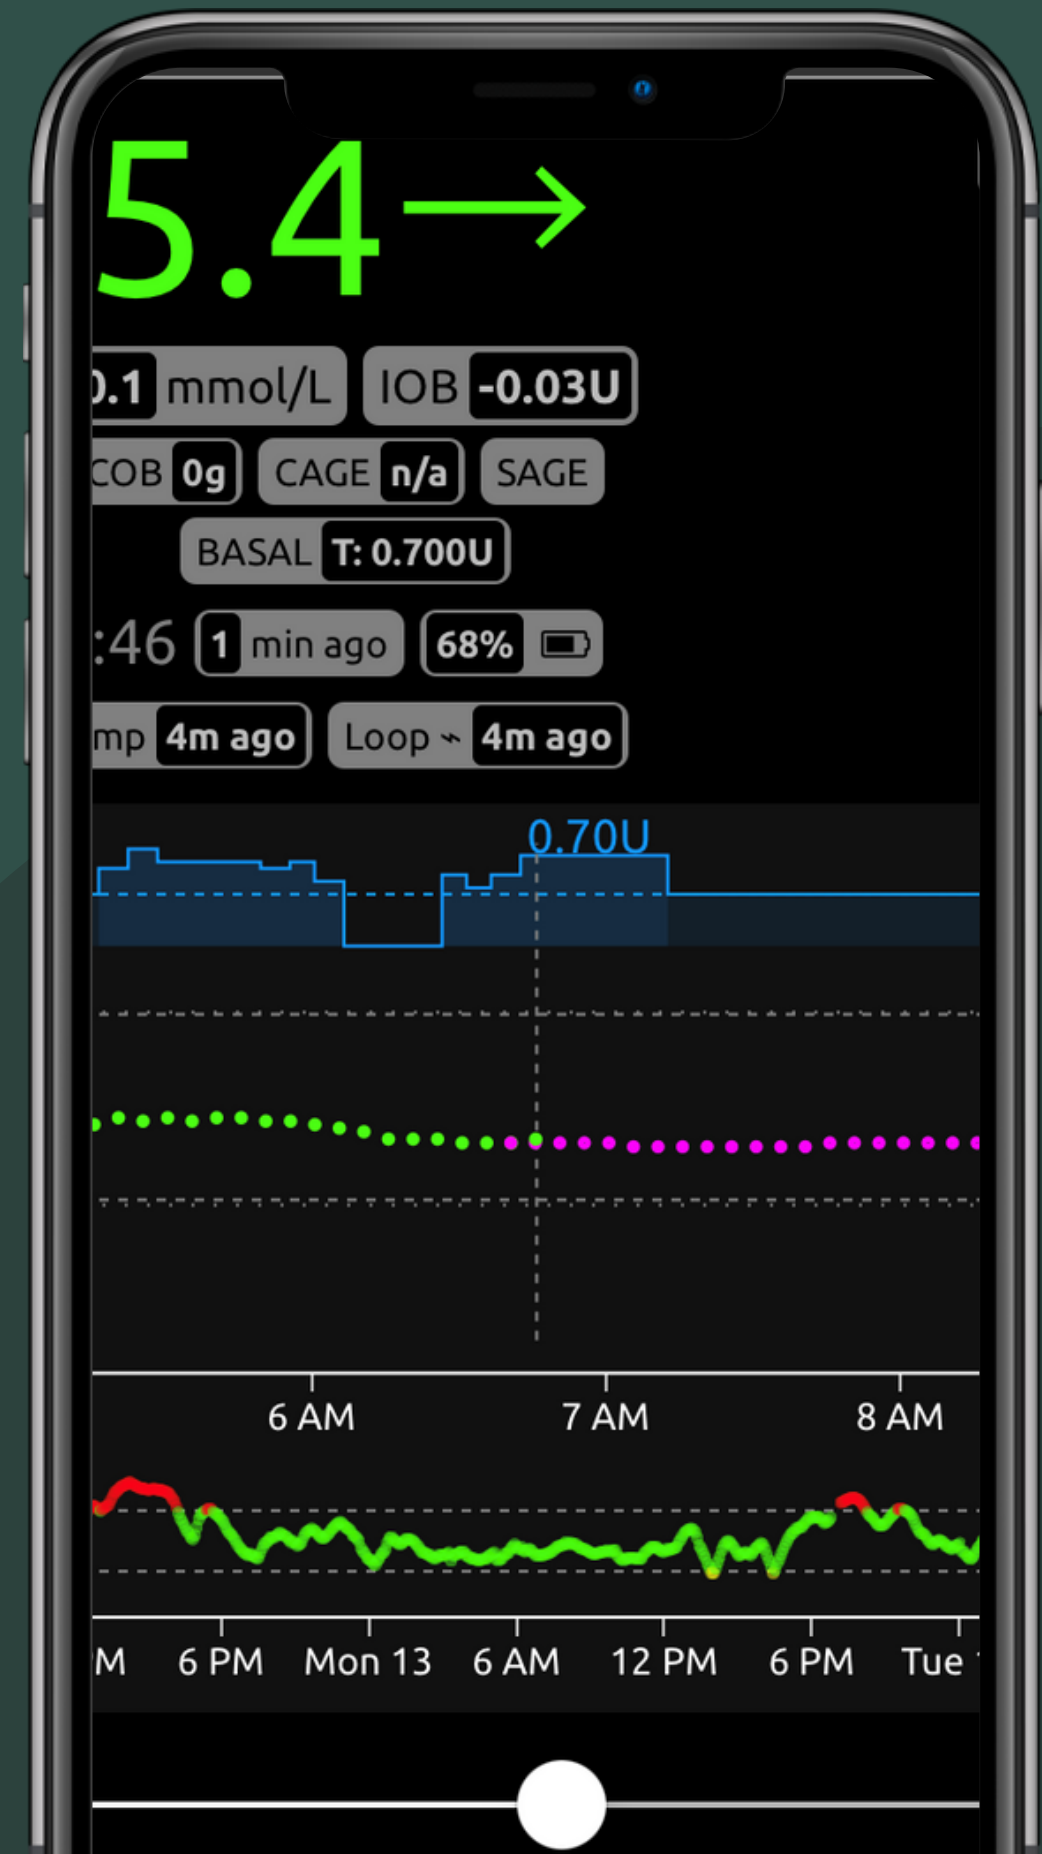 5.4→
0.1 mmol/L IOB -0.03U
COB 0g CAGE n/a SAGE
BASAL T: 0.700U
:46 1 min ago 68%
mp 4m ago Loop ⌁ 4m ago
0.70U
6 AM 7 AM 8 AM
PM 6 PM Mon 13 6 AM 12 PM 6 PM Tue